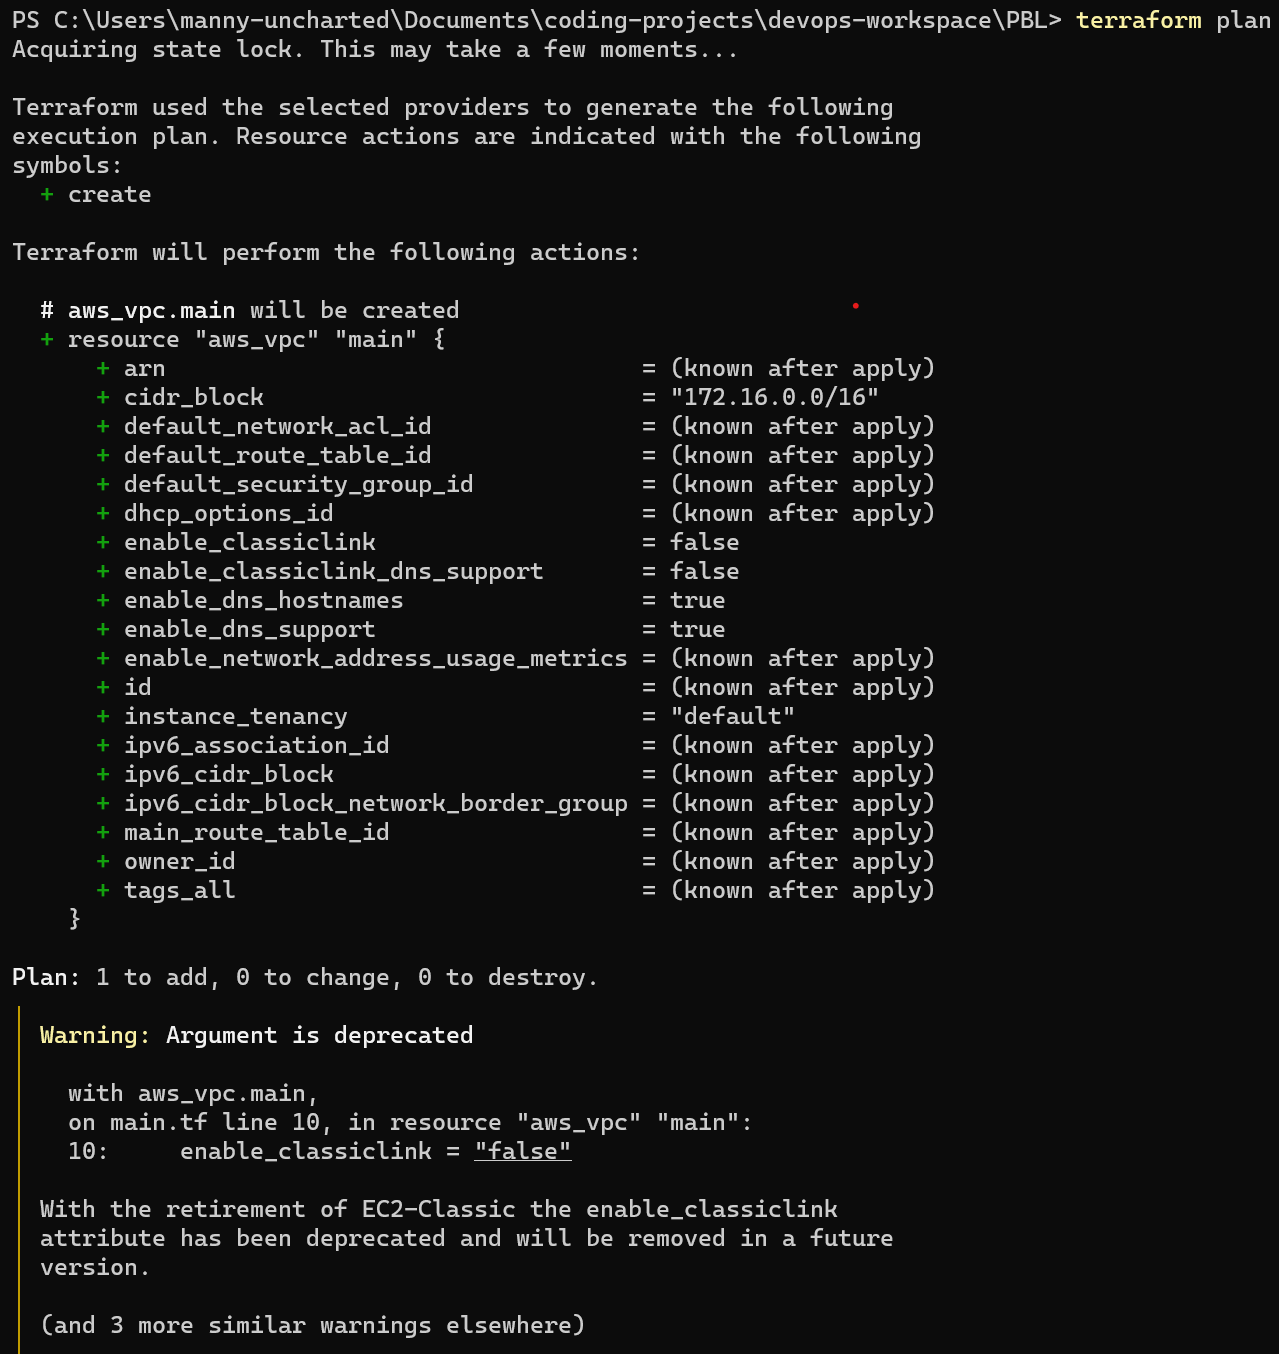 PS C:\Users\manny-uncharted\Documents\coding-projects\devops-workspace\PBL> terraform plan
Acquiring state lock. This may take a few moments...
Terraform used the selected providers to generate the following
execution plan. Resource actions are indicated with the following
symbols:
  + create
Terraform will perform the following actions:
  # aws_vpc.main will be created
  + resource "aws_vpc" "main" {
      + arn                                  = (known after apply)
      + cidr_block                           = "172.16.0.0/16"
      + default_network_acl_id               = (known after apply)
      + default_route_table_id               = (known after apply)
      + default_security_group_id            = (known after apply)
      + dhcp_options_id                      = (known after apply)
      + enable_classiclink                   = false
      + enable_classiclink_dns_support       = false
      + enable_dns_hostnames                 = true
      + enable_dns_support                   = true
      + enable_network_address_usage_metrics = (known after apply)
      + id                                   = (known after apply)
      + instance_tenancy                     = "default"
      + ipv6_association_id                  = (known after apply)
      + ipv6_cidr_block                      = (known after apply)
      + ipv6_cidr_block_network_border_group = (known after apply)
      + main_route_table_id                  = (known after apply)
      + owner_id                             = (known after apply)
      + tags_all                             = (known after apply)
    }
Plan: 1 to add, 0 to change, 0 to destroy.
Warning: Argument is deprecated
  with aws_vpc.main,
  on main.tf line 10, in resource "aws_vpc" "main":
  10:     enable_classiclink = "false"
With the retirement of EC2-Classic the enable_classiclink
attribute has been deprecated and will be removed in a future
version.
(and 3 more similar warnings elsewhere)